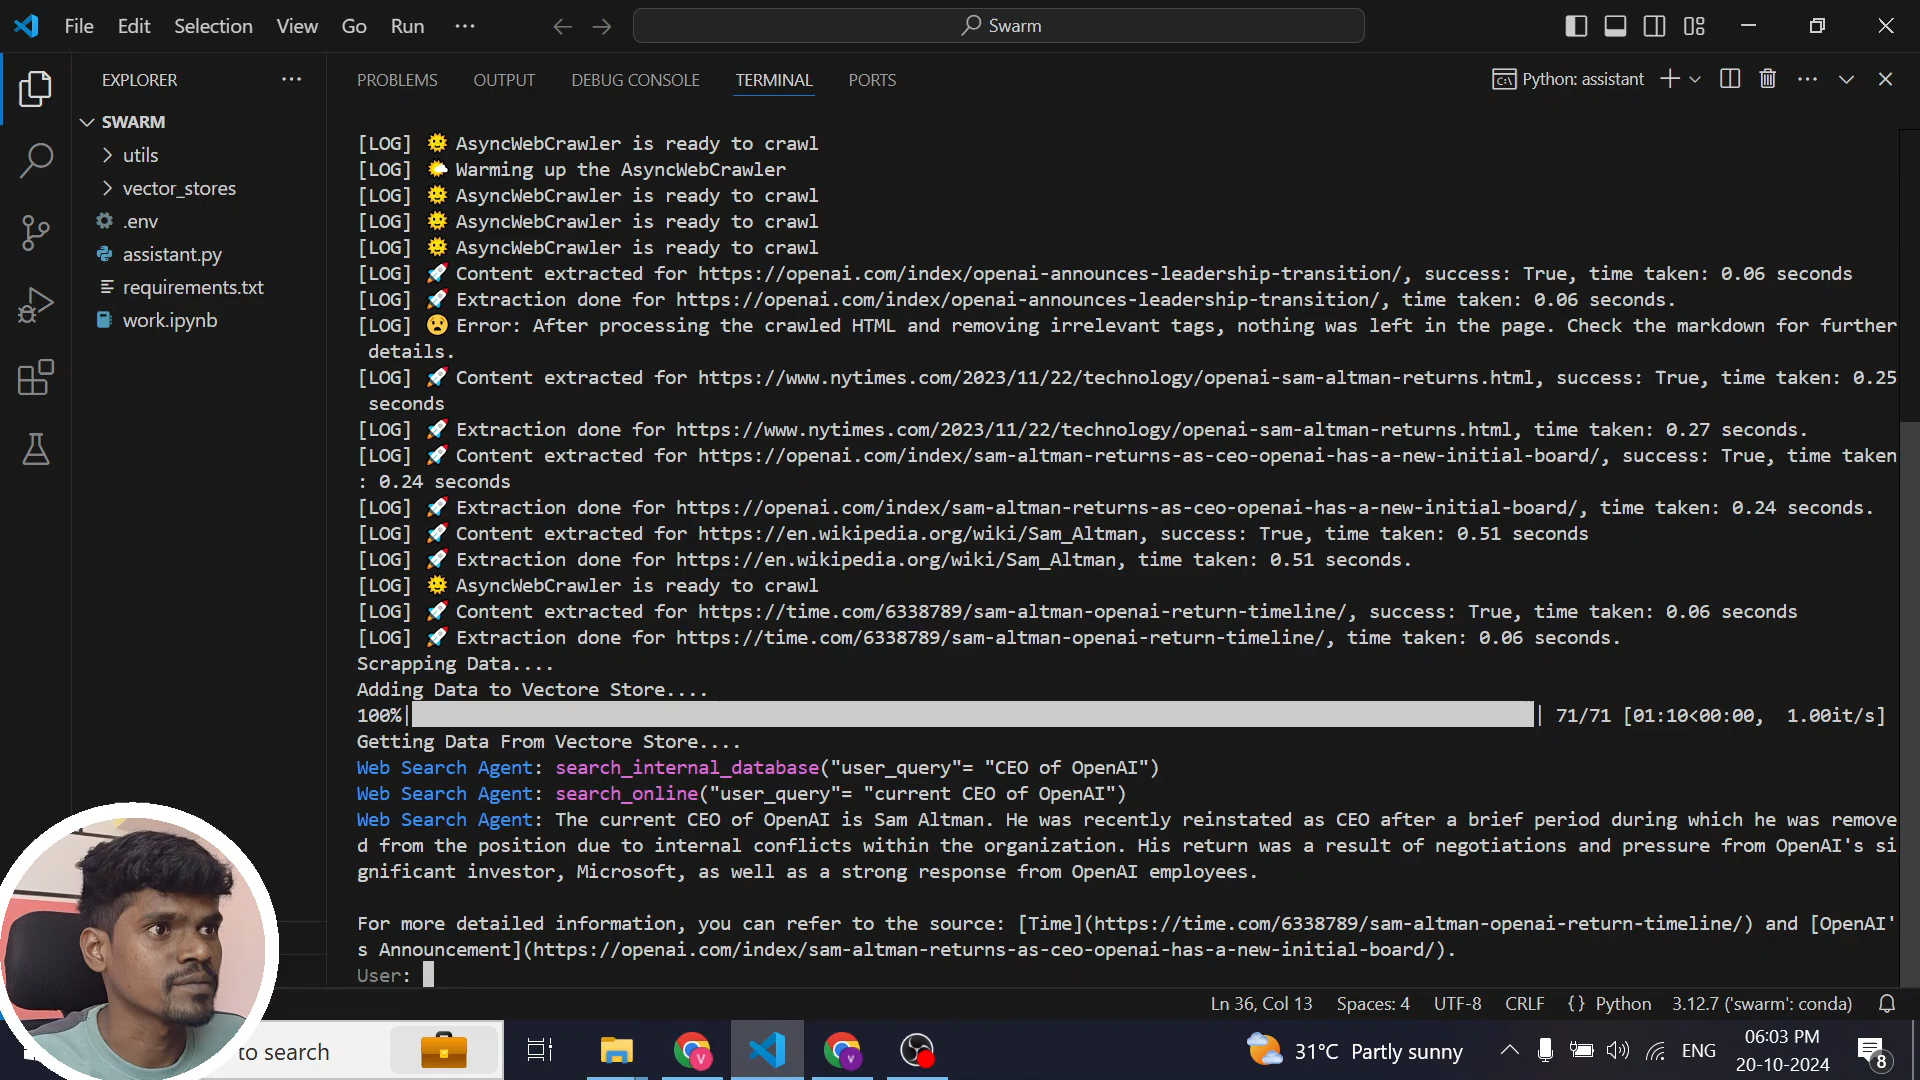 File Edit Selection View Go Run ··· Swarm
EXPLORER ···
SWARM
utils
vector_stores
.env
assistant.py
requirements.txt
work.ipynb
PROBLEMS OUTPUT DEBUG CONSOLE TERMINAL PORTS Python: assistant
[LOG] 🌞 AsyncWebCrawler is ready to crawl
[LOG] 🌤️ Warming up the AsyncWebCrawler
[LOG] 🌞 AsyncWebCrawler is ready to crawl
[LOG] 🌞 AsyncWebCrawler is ready to crawl
[LOG] 🌞 AsyncWebCrawler is ready to crawl
[LOG] 🚀 Content extracted for https://openai.com/index/openai-announces-leadership-transition/, success: True, time taken: 0.06 seconds
[LOG] 🚀 Extraction done for https://openai.com/index/openai-announces-leadership-transition/, time taken: 0.06 seconds.
[LOG] 😧 Error: After processing the crawled HTML and removing irrelevant tags, nothing was left in the page. Check the markdown for further
details.
[LOG] 🚀 Content extracted for https://www.nytimes.com/2023/11/22/technology/openai-sam-altman-returns.html, success: True, time taken: 0.25
seconds
[LOG] 🚀 Extraction done for https://www.nytimes.com/2023/11/22/technology/openai-sam-altman-returns.html, time taken: 0.27 seconds.
[LOG] 🚀 Content extracted for https://openai.com/index/sam-altman-returns-as-ceo-openai-has-a-new-initial-board/, success: True, time taken
: 0.24 seconds
[LOG] 🚀 Extraction done for https://openai.com/index/sam-altman-returns-as-ceo-openai-has-a-new-initial-board/, time taken: 0.24 seconds.
[LOG] 🚀 Content extracted for https://en.wikipedia.org/wiki/Sam_Altman, success: True, time taken: 0.51 seconds
[LOG] 🚀 Extraction done for https://en.wikipedia.org/wiki/Sam_Altman, time taken: 0.51 seconds.
[LOG] 🌞 AsyncWebCrawler is ready to crawl
[LOG] 🚀 Content extracted for https://time.com/6338789/sam-altman-openai-return-timeline/, success: True, time taken: 0.06 seconds
[LOG] 🚀 Extraction done for https://time.com/6338789/sam-altman-openai-return-timeline/, time taken: 0.06 seconds.
Scrapping Data....
Adding Data to Vectore Store....
100%| | 71/71 [01:10<00:00, 1.00it/s]
Getting Data From Vectore Store....
Web Search Agent: search_internal_database("user_query"= "CEO of OpenAI")
Web Search Agent: search_online("user_query"= "current CEO of OpenAI")
Web Search Agent: The current CEO of OpenAI is Sam Altman. He was recently reinstated as CEO after a brief period during which he was remove
d from the position due to internal conflicts within the organization. His return was a result of negotiations and pressure from OpenAI's si
gnificant investor, Microsoft, as well as a strong response from OpenAI employees.
For more detailed information, you can refer to the source: [Time](https://time.com/6338789/sam-altman-openai-return-timeline/) and [OpenAI'
s Announcement](https://openai.com/index/sam-altman-returns-as-ceo-openai-has-a-new-initial-board/).
User:
Ln 36, Col 13 Spaces: 4 UTF-8 CRLF {} Python 3.12.7 ('swarm': conda)
to search 31°C Partly sunny ENG 06:03 PM
20-10-2024 8